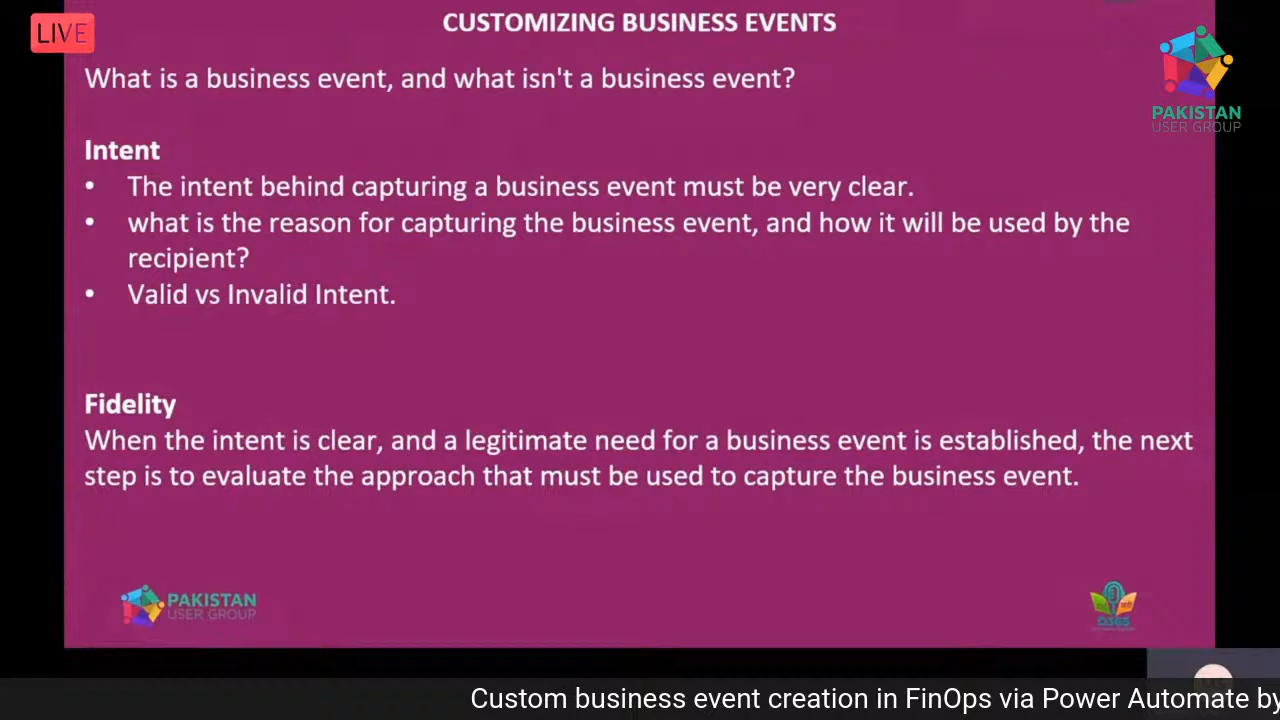 LIVE
CUSTOMIZING BUSINESS EVENTS
PAKISTAN
USER GROUP
What is a business event, and what isn't a business event?
Intent
• The intent behind capturing a business event must be very clear.
• what is the reason for capturing the business event, and how it will be used by the
recipient?
• Valid vs Invalid Intent.
Fidelity
When the intent is clear, and a legitimate need for a business event is established, the next
step is to evaluate the approach that must be used to capture the business event.
PAKISTAN
USER GROUP
Custom business event creation in FinOps via Power Automate by